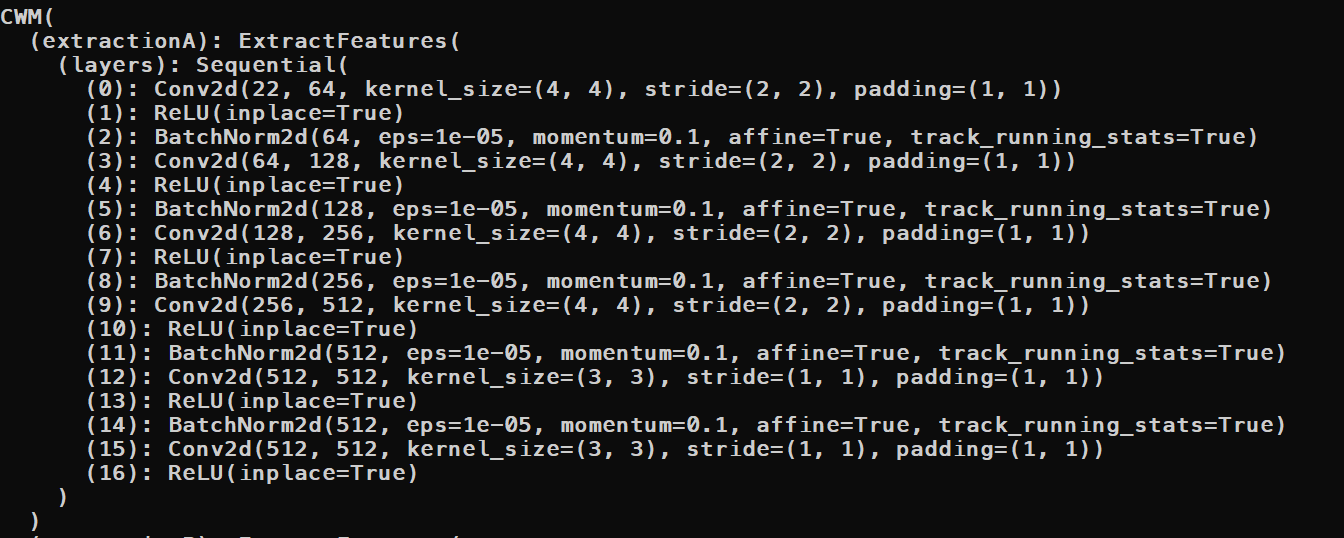 CWM(
  (extractionA): ExtractFeatures(
    (layers): Sequential(
      (0): Conv2d(22, 64, kernel_size=(4, 4), stride=(2, 2), padding=(1, 1))
      (1): ReLU(inplace=True)
      (2): BatchNorm2d(64, eps=1e-05, momentum=0.1, affine=True, track_running_stats=True)
      (3): Conv2d(64, 128, kernel_size=(4, 4), stride=(2, 2), padding=(1, 1))
      (4): ReLU(inplace=True)
      (5): BatchNorm2d(128, eps=1e-05, momentum=0.1, affine=True, track_running_stats=True)
      (6): Conv2d(128, 256, kernel_size=(4, 4), stride=(2, 2), padding=(1, 1))
      (7): ReLU(inplace=True)
      (8): BatchNorm2d(256, eps=1e-05, momentum=0.1, affine=True, track_running_stats=True)
      (9): Conv2d(256, 512, kernel_size=(4, 4), stride=(2, 2), padding=(1, 1))
      (10): ReLU(inplace=True)
      (11): BatchNorm2d(512, eps=1e-05, momentum=0.1, affine=True, track_running_stats=True)
      (12): Conv2d(512, 512, kernel_size=(3, 3), stride=(1, 1), padding=(1, 1))
      (13): ReLU(inplace=True)
      (14): BatchNorm2d(512, eps=1e-05, momentum=0.1, affine=True, track_running_stats=True)
      (15): Conv2d(512, 512, kernel_size=(3, 3), stride=(1, 1), padding=(1, 1))
      (16): ReLU(inplace=True)
    )
  )